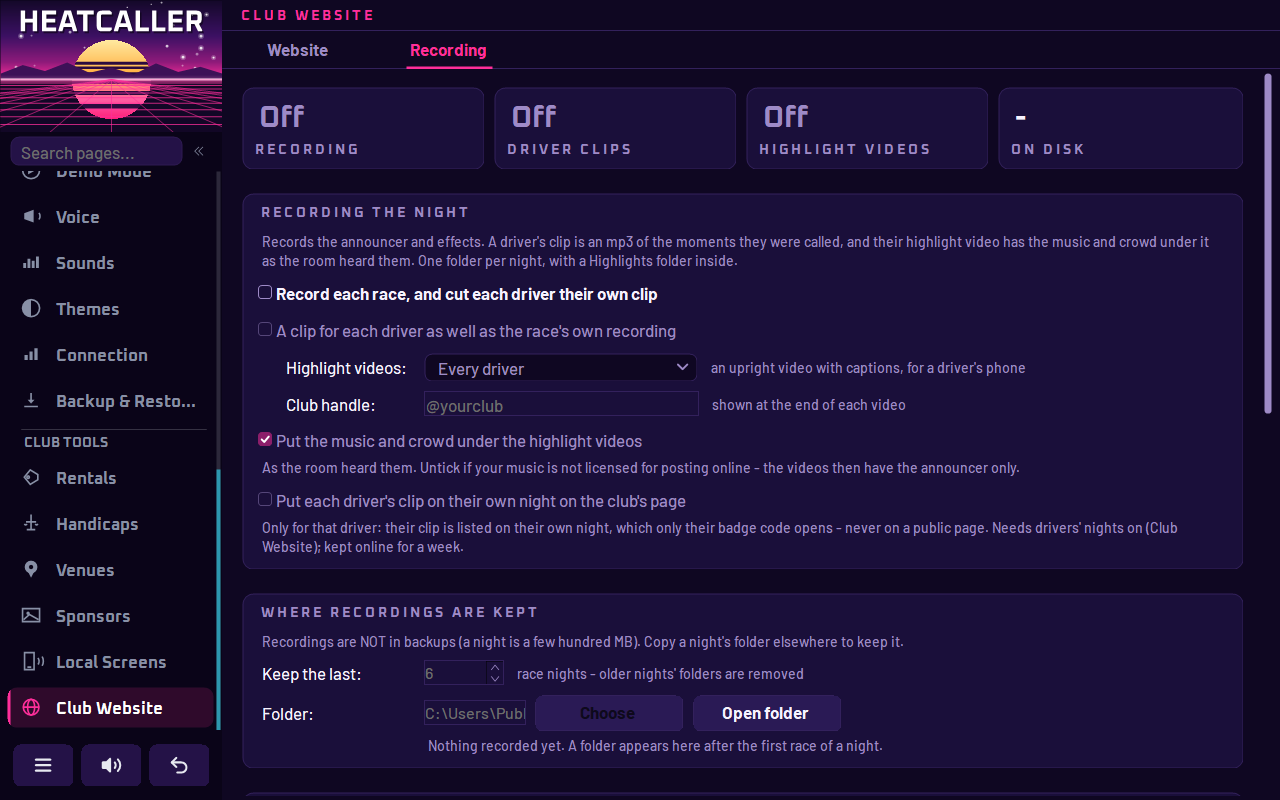 HEATCALLER
Search pages...
«
Demo Mode
Voice
Sounds
Themes
Connection
Backup & Resto...
CLUB TOOLS
Rentals
Handicaps
Venues
Sponsors
Local Screens
Club Website
CLUB WEBSITE
Website
Recording
Off
RECORDING
Off
DRIVER CLIPS
Off
HIGHLIGHT VIDEOS
-
ON DISK
RECORDING THE NIGHT
Records the announcer and effects. A driver's clip is an mp3 of the moments they were called, and their highlight video has the music and crowd under it
as the room heard them. One folder per night, with a Highlights folder inside.
Record each race, and cut each driver their own clip
A clip for each driver as well as the race's own recording
Highlight videos: Every driver an upright video with captions, for a driver's phone
Club handle: @yourclub shown at the end of each video
Put the music and crowd under the highlight videos
As the room heard them. Untick if your music is not licensed for posting online - the videos then have the announcer only.
Put each driver's clip on their own night on the club's page
Only for that driver: their clip is listed on their own night, which only their badge code opens - never on a public page. Needs drivers' nights on (Club
Website); kept online for a week.
WHERE RECORDINGS ARE KEPT
Recordings are NOT in backups (a night is a few hundred MB). Copy a night's folder elsewhere to keep it.
Keep the last: 6 race nights - older nights' folders are removed
Folder: C:\Users\Publ Choose Open folder
Nothing recorded yet. A folder appears here after the first race of a night.